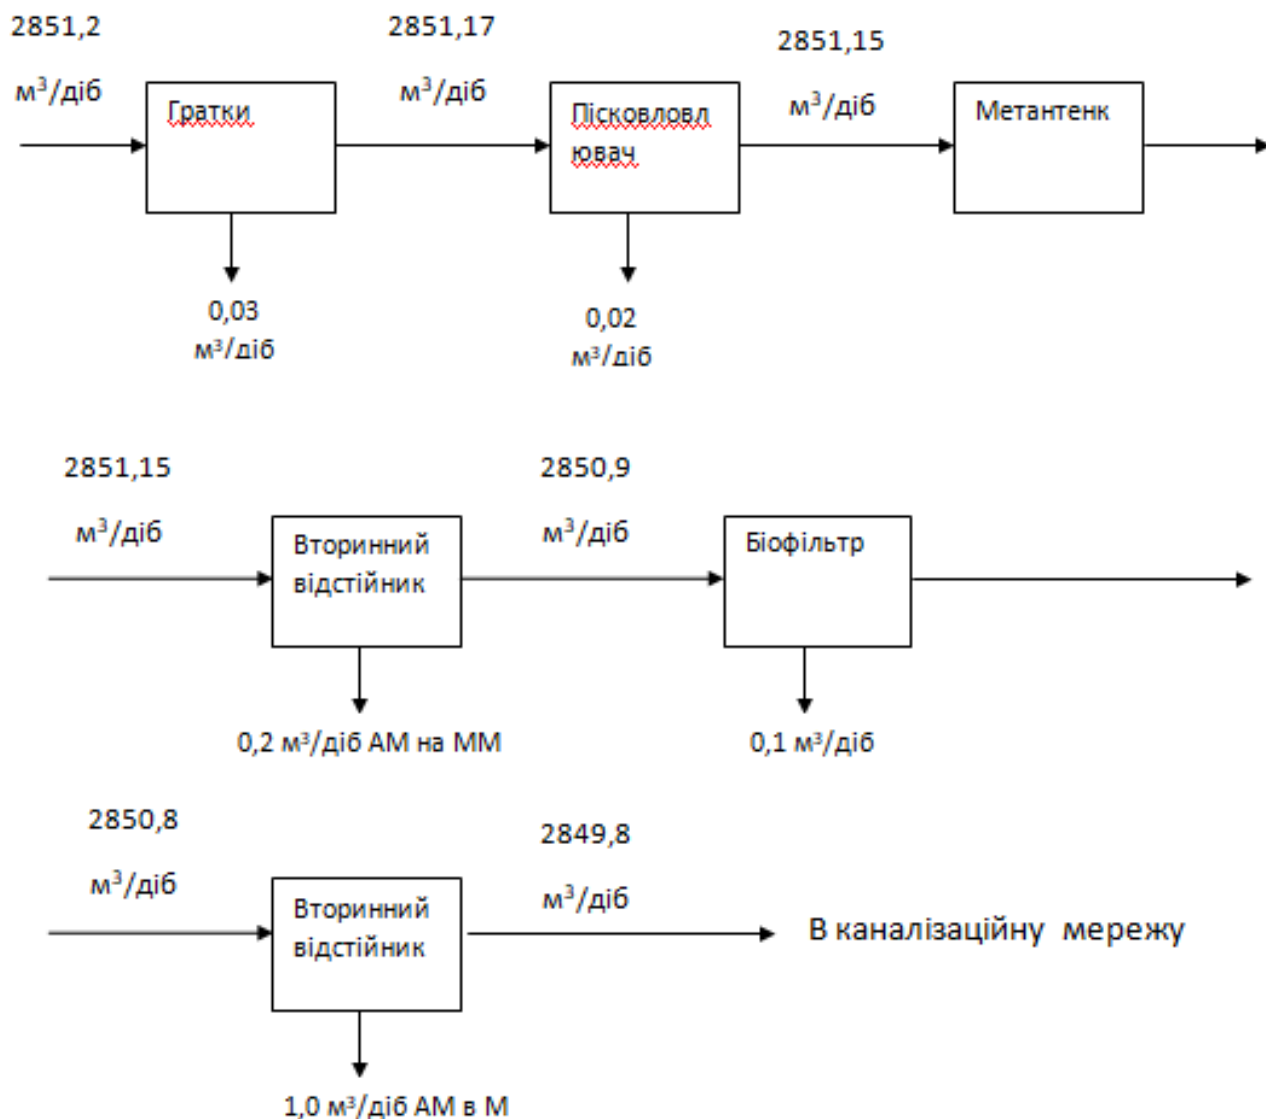 2851,2
м³/діб
2851,17
м³/діб
2851,15
м³/діб
Гратки
Пісковловл
ювач
Метантенк
0,03
м³/діб
0,02
м³/діб
2851,15
м³/діб
2850,9
м³/діб
Вторинний
відстійник
Біофільтр
0,2 м³/діб АМ на ММ
0,1 м³/діб
2850,8
м³/діб
2849,8
м³/діб
Вторинний
відстійник
В каналізаційну мережу
1,0 м³/діб АМ в М